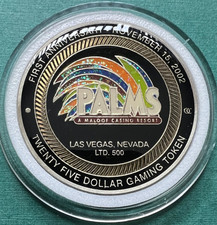 FIRST ANNIVERSARY • NOVEMBER 15, 2002
PALMS
A MALOOF CASINO RESORT
LAS VEGAS, NEVADA
LTD. 500
TWENTY FIVE DOLLAR GAMING TOKEN